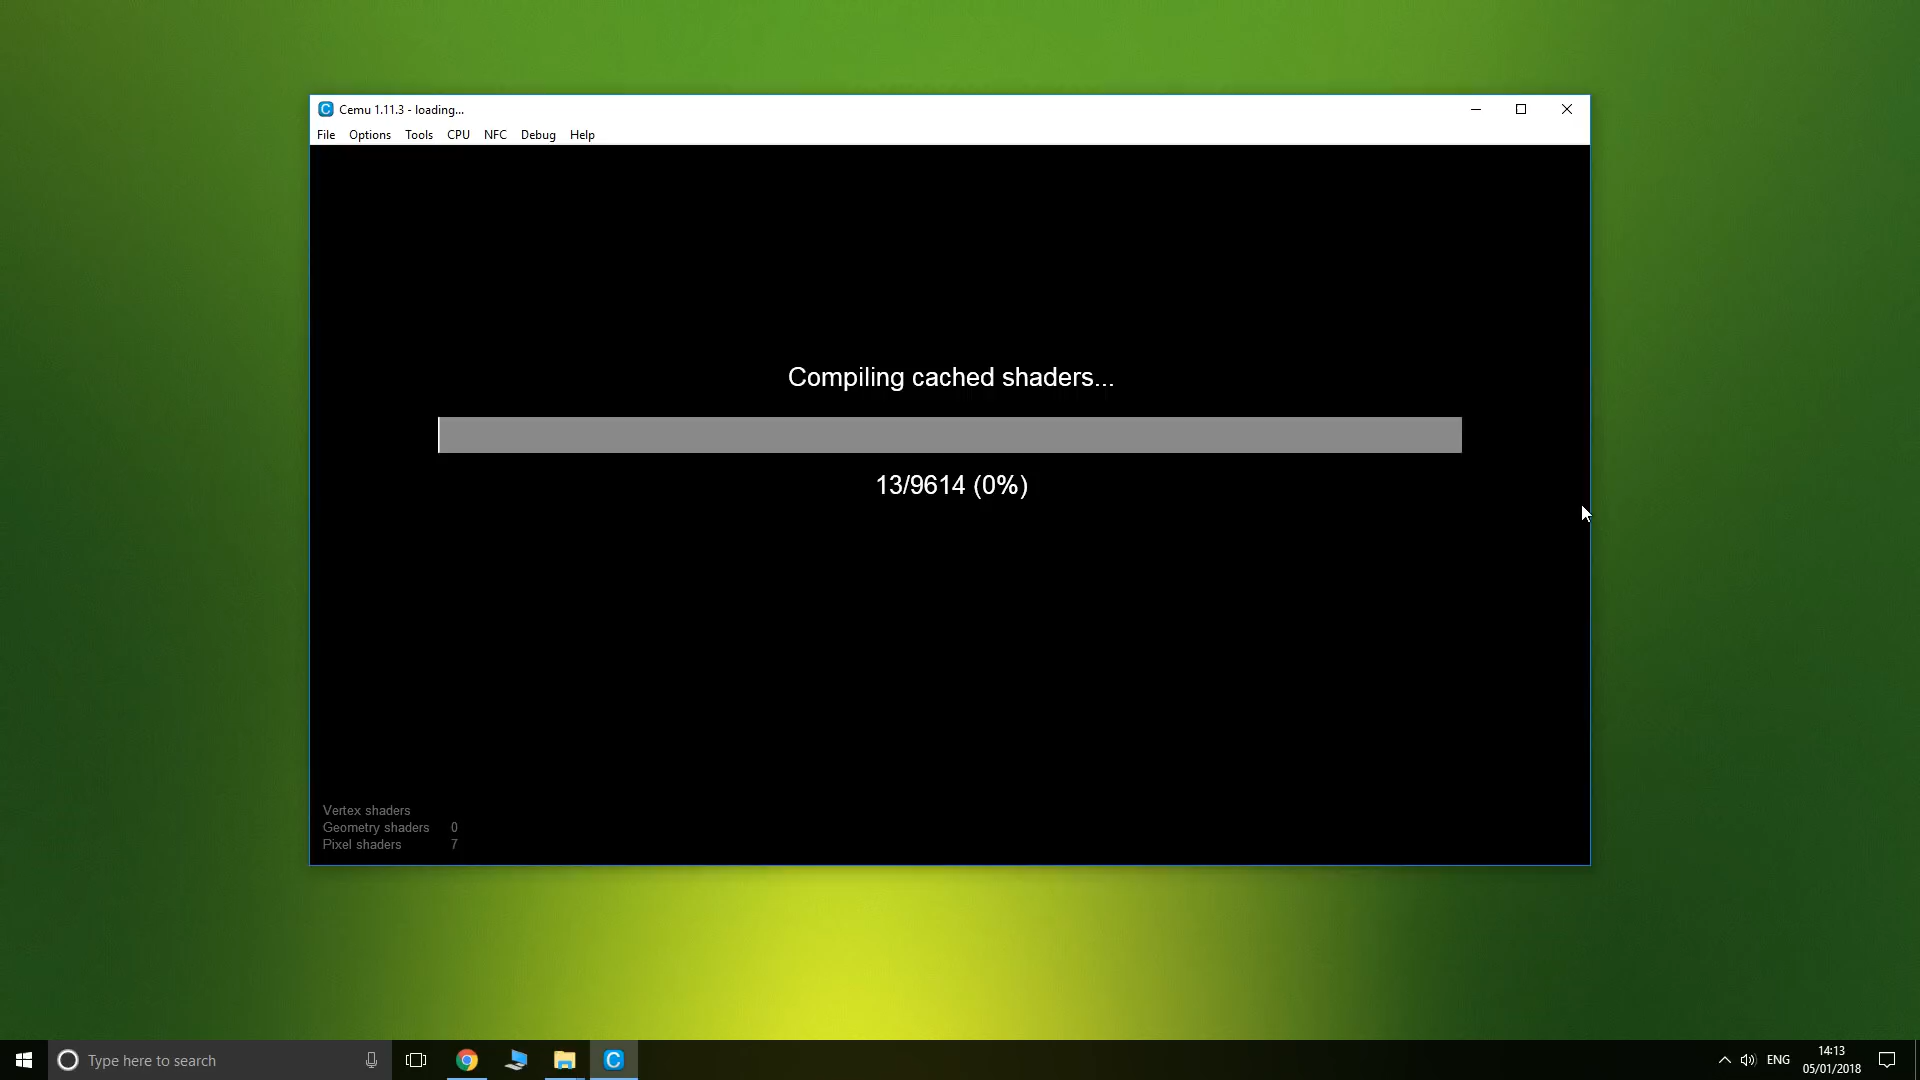 Cemu 1.11.3 - loading...
File Options Tools CPU NFC Debug Help
Compiling cached shaders...
13/9614 (0%)
Vertex shaders
Geometry shaders 0
Pixel shaders 7
Type here to search
ENG
14:13
05/01/2018